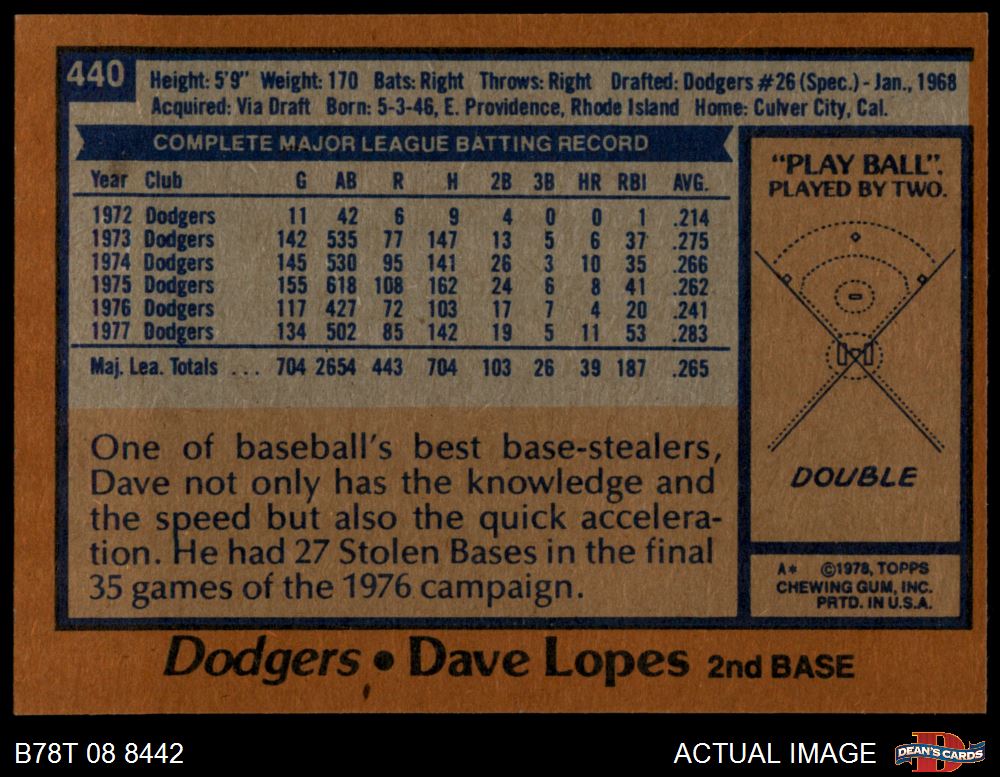 440
Height: 5'9" Weight: 170 Bats: Right Throws: Right Drafted: Dodgers #26 (Spec.) - Jan., 1968
Acquired: Via Draft Born: 5-3-46, E. Providence, Rhode Island Home: Culver City, Cal.
COMPLETE MAJOR LEAGUE BATTING RECORD
Year Club G AB R H 2B 3B HR RBI AVG.
1972 Dodgers 11 42 6 9 4 0 0 1 .214
1973 Dodgers 142 535 77 147 13 5 6 37 .275
1974 Dodgers 145 530 95 141 26 3 10 35 .266
1975 Dodgers 155 618 108 162 24 6 8 41 .262
1976 Dodgers 117 427 72 103 17 7 4 20 .241
1977 Dodgers 134 502 85 142 19 5 11 53 .283
Maj. Lea. Totals ... 704 2654 443 704 103 26 39 187 .265
One of baseball's best base-stealers,
Dave not only has the knowledge and
the speed but also the quick accelera-
tion. He had 27 Stolen Bases in the final
35 games of the 1976 campaign.
"PLAY BALL".
PLAYED BY TWO.
DOUBLE
A* ©1978, TOPPS
CHEWING GUM, INC.
PRTD. IN U.S.A.
Dodgers • Dave Lopes 2nd BASE
B78T 08 8442
ACTUAL IMAGE
DEAN'S CARDS